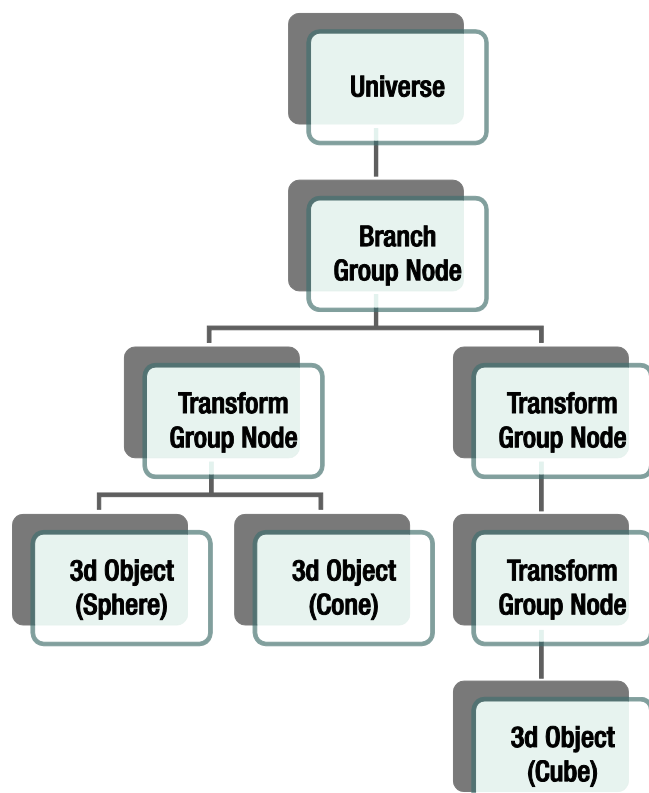 Universe
Branch
Group Node
Transform
Group Node
Transform
Group Node
3d Object
(Sphere)
3d Object
(Cone)
Transform
Group Node
3d Object
(Cube)